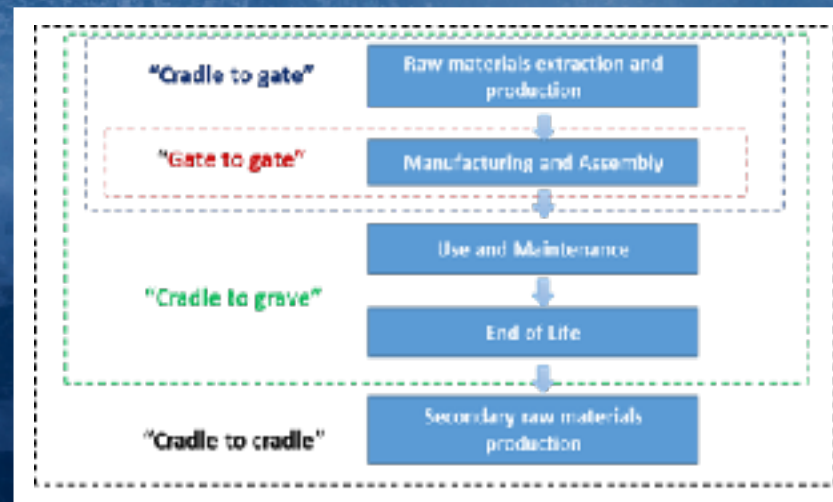 "Cradle to gate"
Raw materials extraction and
production
"Gate to gate"
Manufacturing and Assembly
Use and Maintenance
"Cradle to grave"
End of Life
"Cradle to cradle"
Secondary raw materials
production